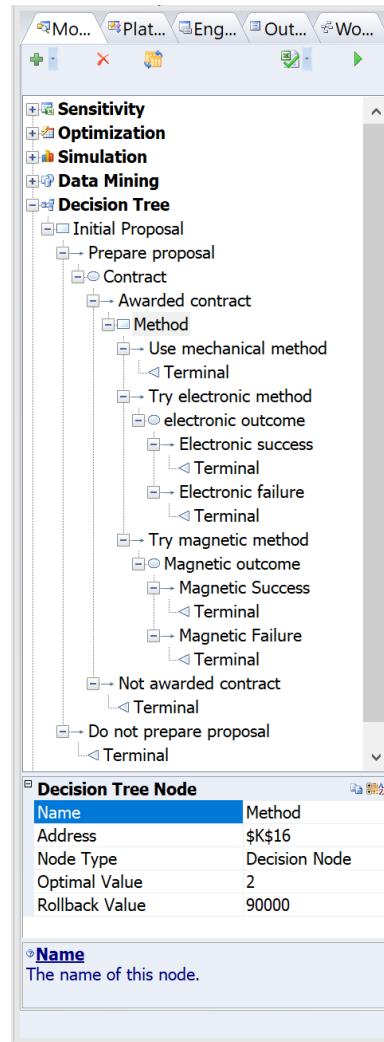 Mo... Plat... Eng... Out... Wo...
Sensitivity
Optimization
Simulation
Data Mining
Decision Tree
Initial Proposal
Prepare proposal
Contract
Awarded contract
Method
Use mechanical method
Terminal
Try electronic method
electronic outcome
Electronic success
Terminal
Electronic failure
Terminal
Try magnetic method
Magnetic outcome
Magnetic Success
Terminal
Magnetic Failure
Terminal
Not awarded contract
Terminal
Do not prepare proposal
Terminal
Decision Tree Node
Name Method
Address $K$16
Node Type Decision Node
Optimal Value 2
Rollback Value 90000
Name
The name of this node.